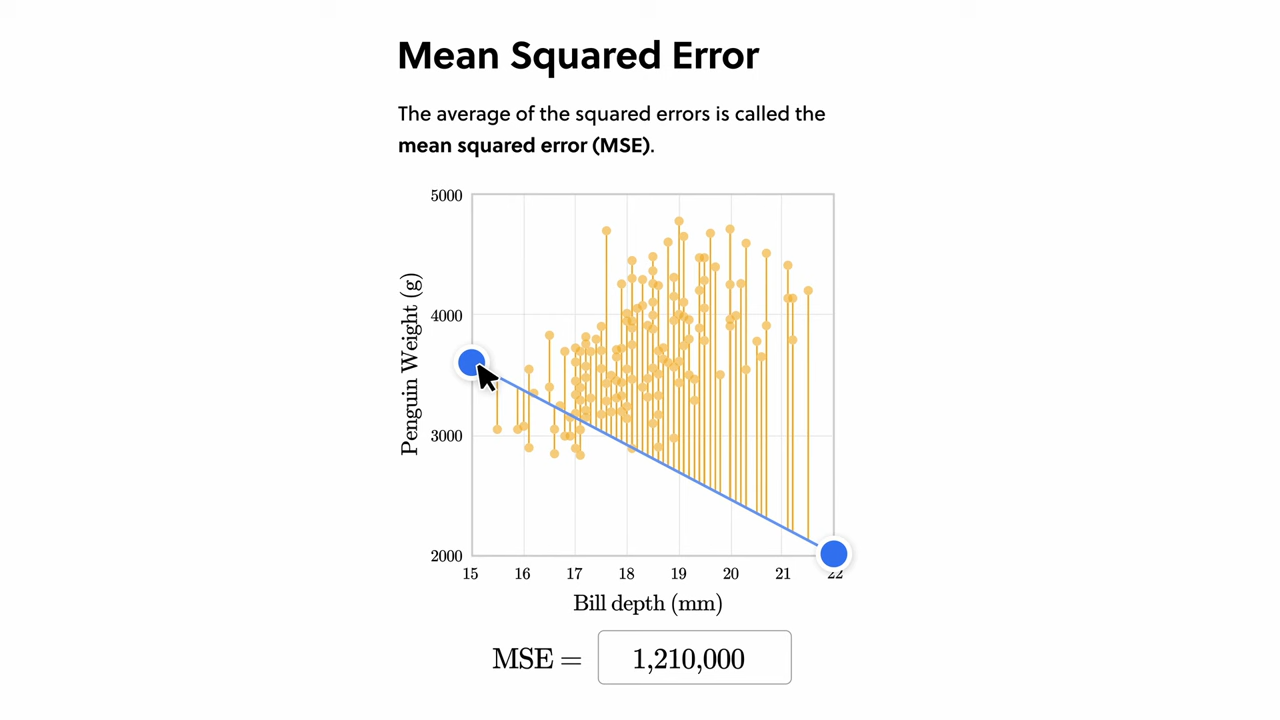 Mean Squared Error
The average of the squared errors is called the
mean squared error (MSE).
5000
4000
3000
2000
Penguin Weight (g)
15 16 17 18 19 20 21 22
Bill depth (mm)
MSE = 1,210,000